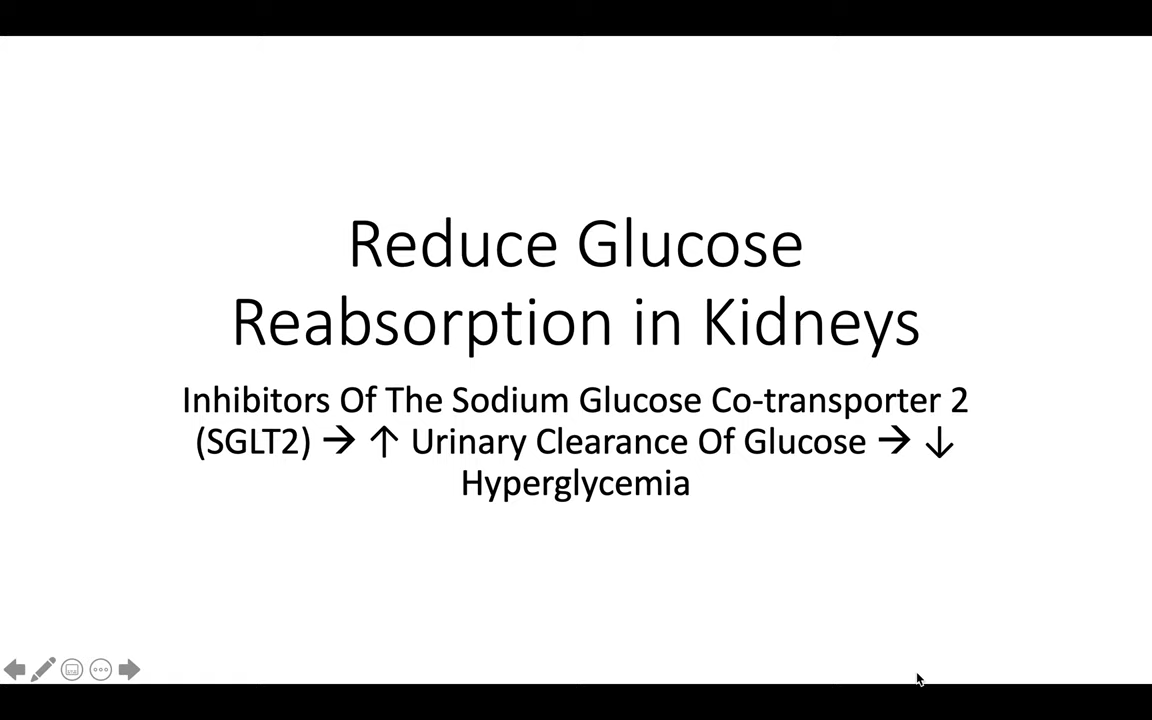 Reduce Glucose
Reabsorption in Kidneys
Inhibitors Of The Sodium Glucose Co-transporter 2
(SGLT2) → ↑ Urinary Clearance Of Glucose → ↓
Hyperglycemia